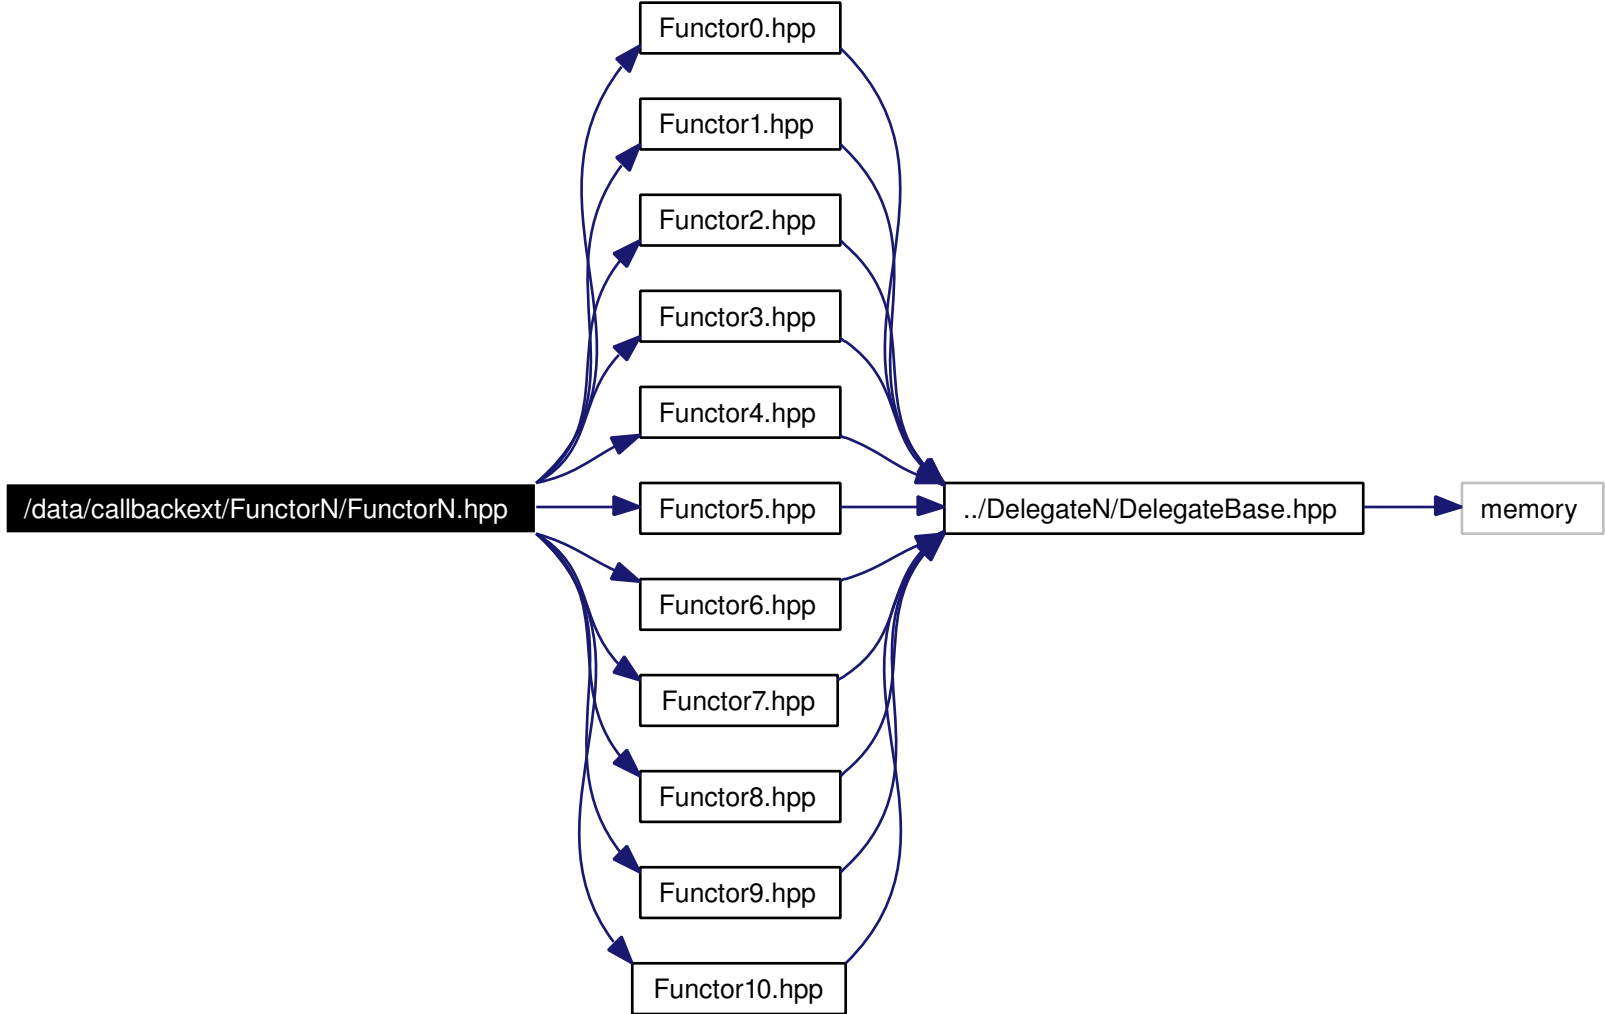 Functor0.hpp
Functor1.hpp
Functor2.hpp
Functor3.hpp
Functor4.hpp
/data/callbackext/FunctorN/FunctorN.hpp
Functor5.hpp
../DelegateN/DelegateBase.hpp
memory
Functor6.hpp
Functor7.hpp
Functor8.hpp
Functor9.hpp
Functor10.hpp